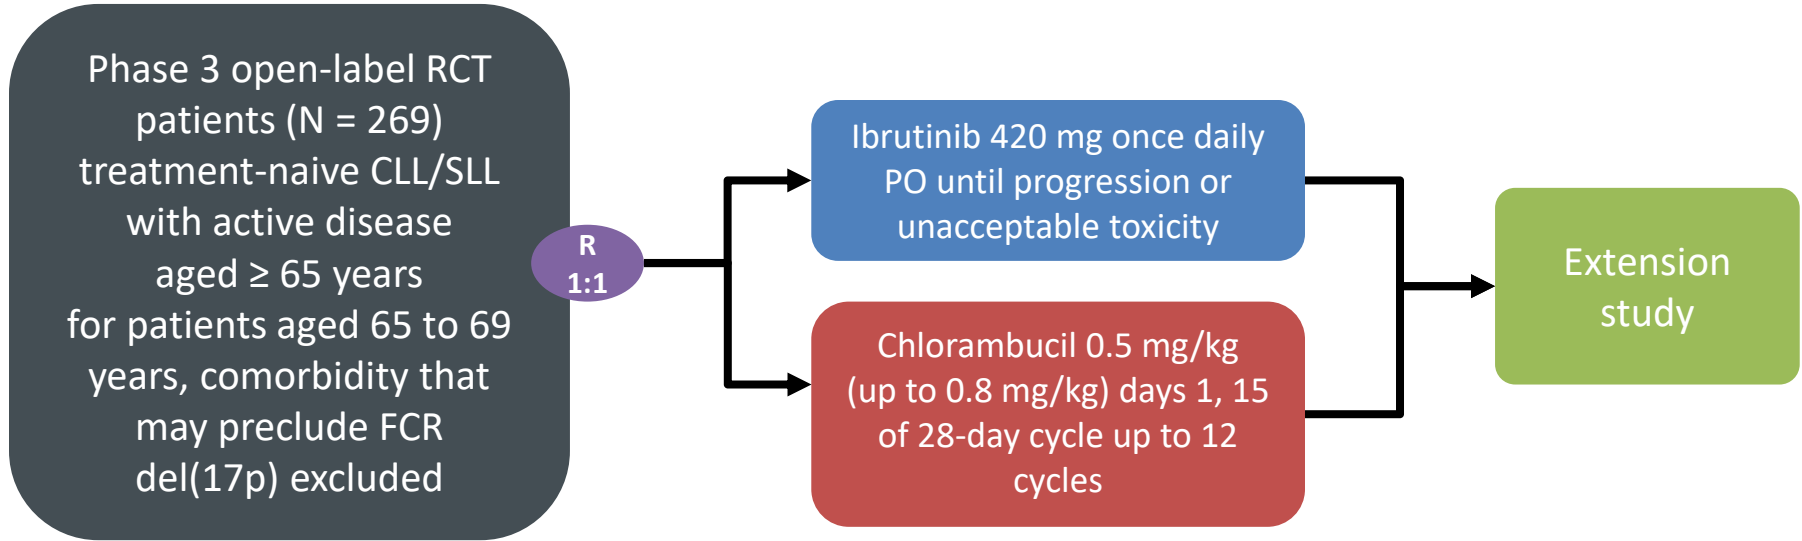 Phase 3 open-label RCT
patients (N = 269)
treatment-naive CLL/SLL
with active disease
aged ≥ 65 years
for patients aged 65 to 69
years, comorbidity that
may preclude FCR
del(17p) excluded
R
1:1
Ibrutinib 420 mg once daily
PO until progression or
unacceptable toxicity
Chlorambucil 0.5 mg/kg
(up to 0.8 mg/kg) days 1, 15
of 28-day cycle up to 12
cycles
Extension
study